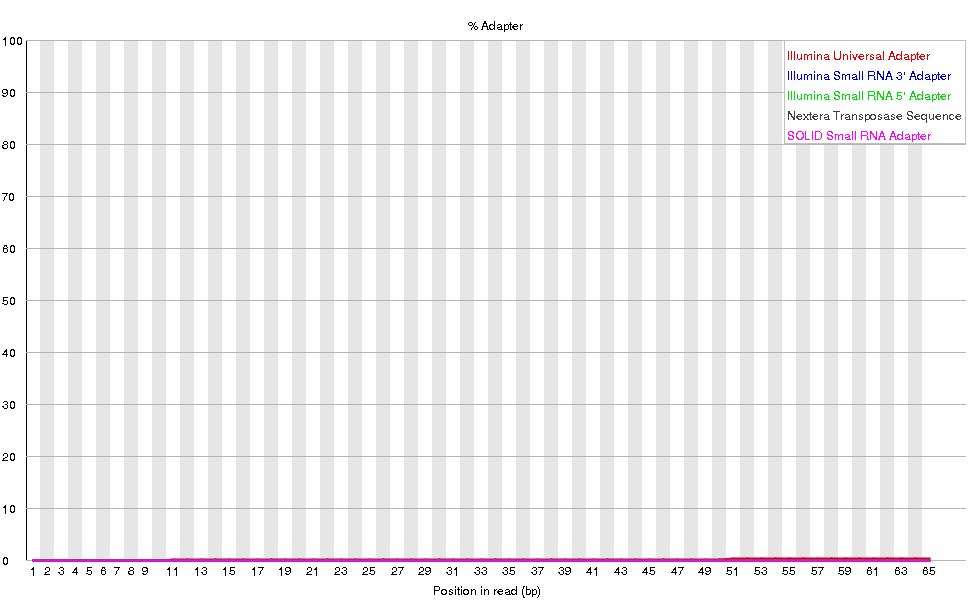 % Adapter
100
90
80
70
60
50
40
30
20
10
0
Illumina Universal Adapter
Illumina Small RNA 3' Adapter
Illumina Small RNA 5' Adapter
Nextera Transposase Sequence
SOLID Small RNA Adapter
1 2 3 4 5 6 7 8 9 11 13 15 17 19 21 23 25 27 29 31 33 35 37 39 41 43 45 47 49 51 53 55 57 59 61 63 65
Position in read (bp)